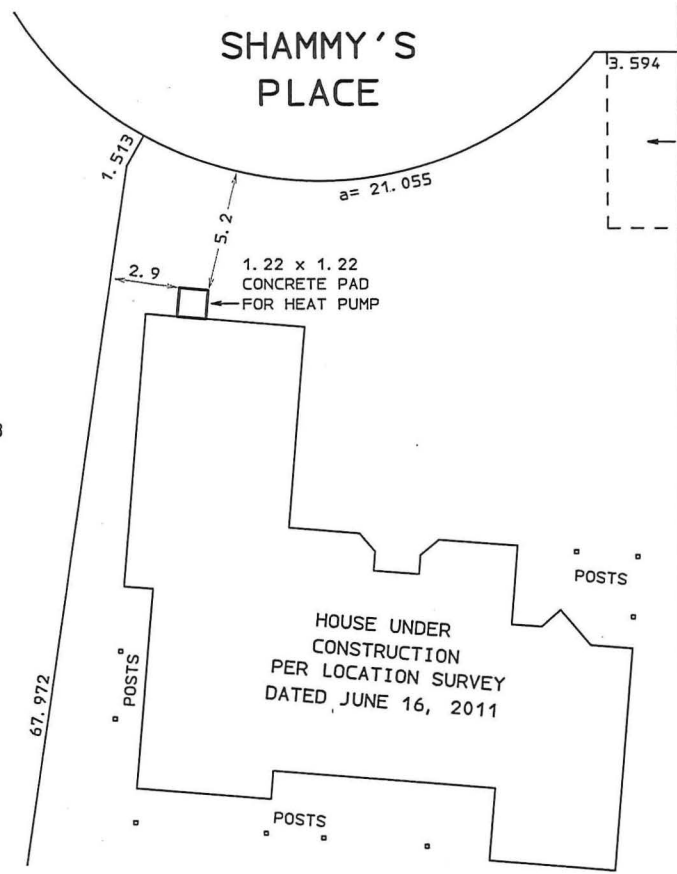 SHAMMY'S
PLACE
3.594
1.513
a= 21.055
5.2
2.9
1.22 x 1.22
CONCRETE PAD
FOR HEAT PUMP
POSTS
HOUSE UNDER
CONSTRUCTION
PER LOCATION SURVEY
DATED JUNE 16, 2011
POSTS
67.972
POSTS